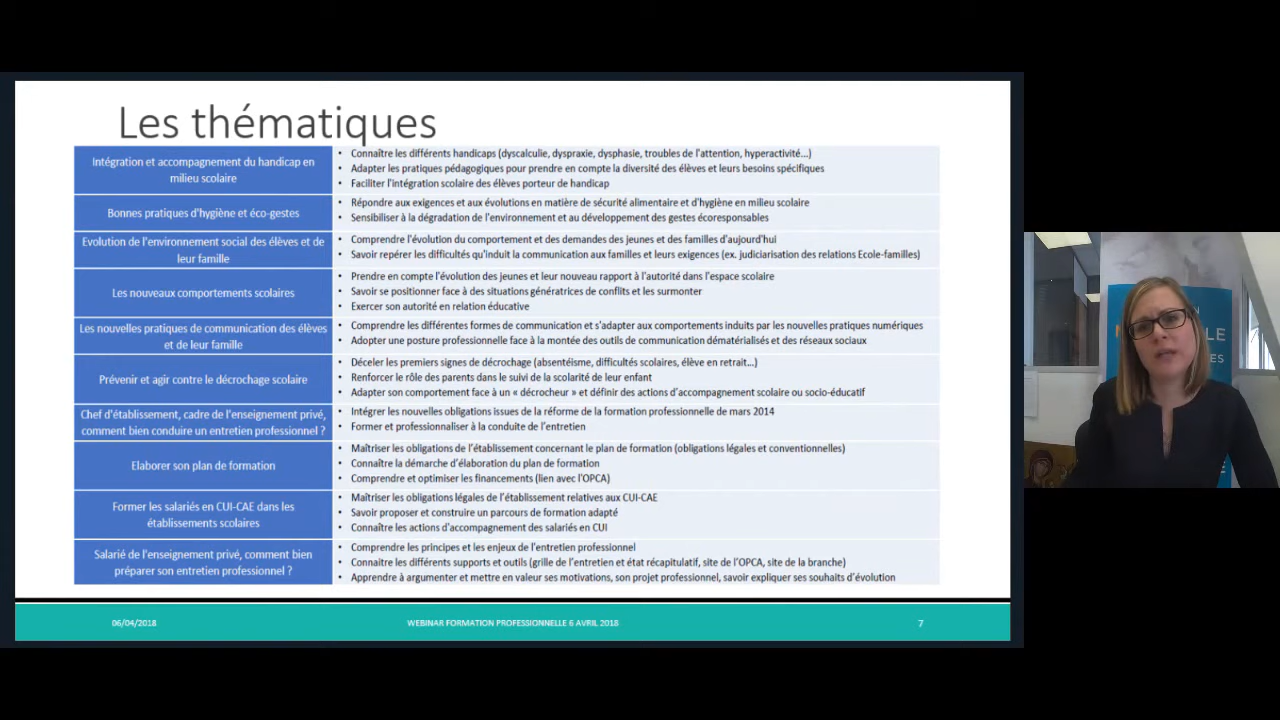 Les thématiques
Intégration et accompagnement du handicap en
milieu scolaire
• Connaître les différents handicaps (dyscalculie, dyspraxie, dysphasie, troubles de l'attention, hyperactivité...)
• Adapter les pratiques pédagogiques pour prendre en compte la diversité des élèves et leurs besoins spécifiques
• Faciliter l'intégration scolaire des élèves porteur de handicap
Bonnes pratiques d'hygiène et éco-gestes
• Répondre aux exigences et aux évolutions en matière de sécurité alimentaire et d'hygiène en milieu scolaire
• Sensibiliser à la dégradation de l'environnement et au développement des gestes écoresponsables
Evolution de l'environnement social des élèves et de
leur famille
• Comprendre l'évolution du comportement et des demandes des jeunes et des familles d'aujourd'hui
• Savoir repérer les difficultés qu'induit la communication aux familles et leurs exigences (ex. judiciarisation des relations Ecole-familles)
Les nouveaux comportements scolaires
• Prendre en compte l'évolution des jeunes et leur nouveau rapport à l'autorité dans l'espace scolaire
• Savoir se positionner face à des situations génératrices de conflits et les surmonter
• Exercer son autorité en relation éducative
Les nouvelles pratiques de communication des élèves
et de leur famille
• Comprendre les différentes formes de communication et s'adapter aux comportements induits par les nouvelles pratiques numériques
• Adopter une posture professionnelle face à la montée des outils de communication dématérialisés et des réseaux sociaux
Prévenir et agir contre le décrochage scolaire
• Déceler les premiers signes de décrochage (absentéisme, difficultés scolaires, élève en retrait...)
• Renforcer le rôle des parents dans le suivi de la scolarité de leur enfant
• Adapter son comportement face à un « décrocheur » et définir des actions d'accompagnement scolaire ou socio-éducatif
Chef d'établissement, cadre de l'enseignement privé,
comment bien conduire un entretien professionnel ?
• Intégrer les nouvelles obligations issues de la réforme de la formation professionnelle de mars 2014
• Former et professionnaliser à la conduite de l'entretien
Elaborer son plan de formation
• Maîtriser les obligations de l'établissement concernant le plan de formation (obligations légales et conventionnelles)
• Connaître la démarche d'élaboration du plan de formation
• Comprendre et optimiser les financements (lien avec l'OPCA)
Former les salariés en CUI-CAE dans les
établissements scolaires
• Maîtriser les obligations légales de l'établissement relatives aux CUI-CAE
• Savoir proposer et construire un parcours de formation adapté
• Connaître les actions d'accompagnement des salariés en CUI
Salarié de l'enseignement privé, comment bien
préparer son entretien professionnel ?
• Comprendre les principes et les enjeux de l'entretien professionnel
• Connaitre les différents supports et outils (grille de l'entretien et état récapitulatif, site de l'OPCA, site de la branche)
• Apprendre à argumenter et mettre en valeur ses motivations, son projet professionnel, savoir expliquer ses souhaits d'évolution
06/04/2018
WEBINAR FORMATION PROFESSIONNELLE 6 AVRIL 2018
7